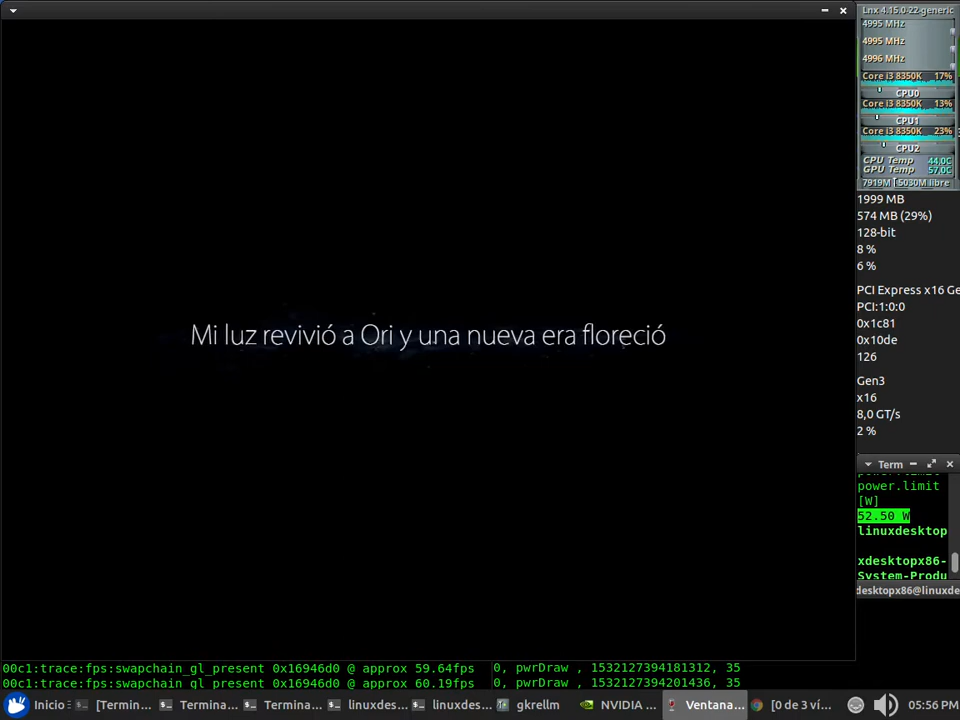 Lnx 4.15.0-22-generic
4995 MHz
4995 MHz
4996 MHz
Core i3 8350K 17%
CPU0
Core i3 8350K 13%
CPU1
Core i3 8350K 23%
CPU2
CPU Temp 44,0C
GPU Temp 57,0C
7919M 5030M libre
1999 MB
574 MB (29%)
128-bit
8 %
6 %
PCI Express x16 Ge
PCI:1:0:0
0x1c81
0x10de
126
Gen3
x16
8,0 GT/s
2 %
Mi luz revivió a Ori y una nueva era floreció
Term
power.limit
[W]
52.50 W
linuxdesktop
xdesktopx86-
System-Produ
desktopx86@linuxde
00c1:trace:fps:swapchain_gl_present 0x16946d0 @ approx 59.64fps
00c1:trace:fps:swapchain_gl_present 0x16946d0 @ approx 60.19fps
0, pwrDraw , 1532127394181312, 35
0, pwrDraw , 1532127394201436, 35
Inicio [Termin... Termina... Termina... linuxdes... linuxdes... gkrellm NVIDIA ... Ventana... [0 de 3 ví... 05:56 PM